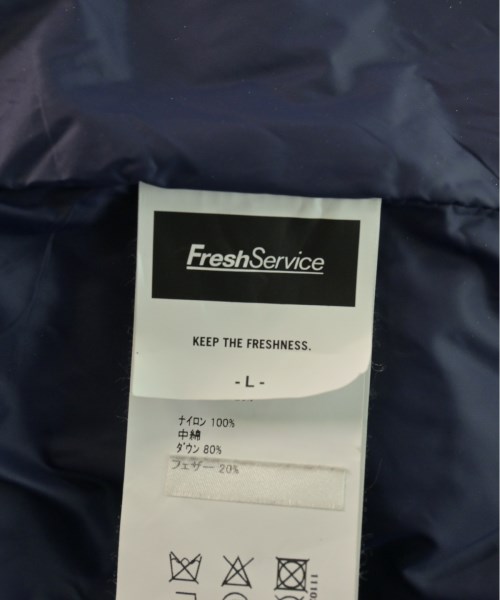 FreshService
KEEP THE FRESHNESS.
- L -
ナイロン 100%
中綿
ダウン 80%
フェザー 20%